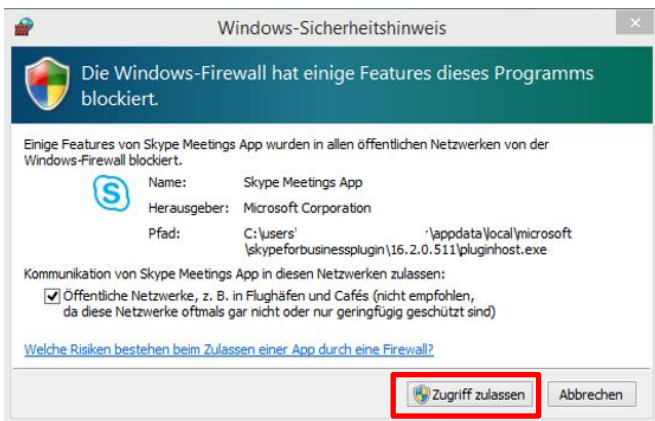 Windows-Sicherheitshinweis
Die Windows-Firewall hat einige Features dieses Programms
blockiert.
Einige Features von Skype Meetings App wurden in allen öffentlichen Netzwerken von der
Windows-Firewall blockiert.
Name: Skype Meetings App
Herausgeber: Microsoft Corporation
Pfad: C:\users' '\appdata\local\microsoft
\skypeforbusinessplugin\16.2.0.511\pluginhost.exe
Kommunikation von Skype Meetings App in diesen Netzwerken zulassen:
Öffentliche Netzwerke, z. B. in Flughäfen und Cafés (nicht empfohlen,
da diese Netzwerke oftmals gar nicht oder nur geringfügig geschützt sind)
Welche Risiken bestehen beim Zulassen einer App durch eine Firewall?
Zugriff zulassen Abbrechen